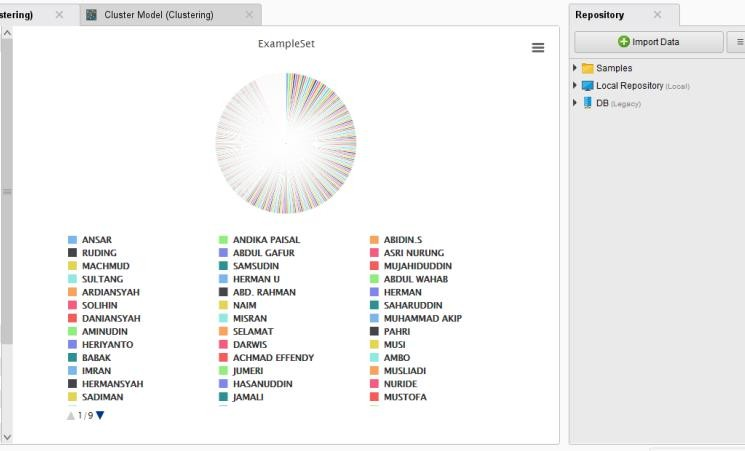 stering)
Cluster Model (Clustering)
Repository
ExampleSet
Import Data
Samples
Local Repository (Local)
DB (Legacy)
ANSAR ANDIKA PAISAL ABIDIN.S
RUDING ABDUL GAFUR ASRI NURUNG
MACHMUD SAMSUDIN MUJAHIDUDDIN
SULTANG HERMAN U ABDUL WAHAB
ARDIANSYAH ABD. RAHMAN HERMAN
SOLIHIN NAIM SAHARUDDIN
DANIANSYAH MISRAN MUHAMMAD AKIP
AMINUDIN SELAMAT PAHRI
HERIYANTO DARWIS MUSI
BABAK ACHMAD EFFENDY AMBO
IMRAN JUMERI MUSLIADI
HERMANSYAH HASANUDDIN NURIDE
SADIMAN JAMALI MUSTOFA
1/9